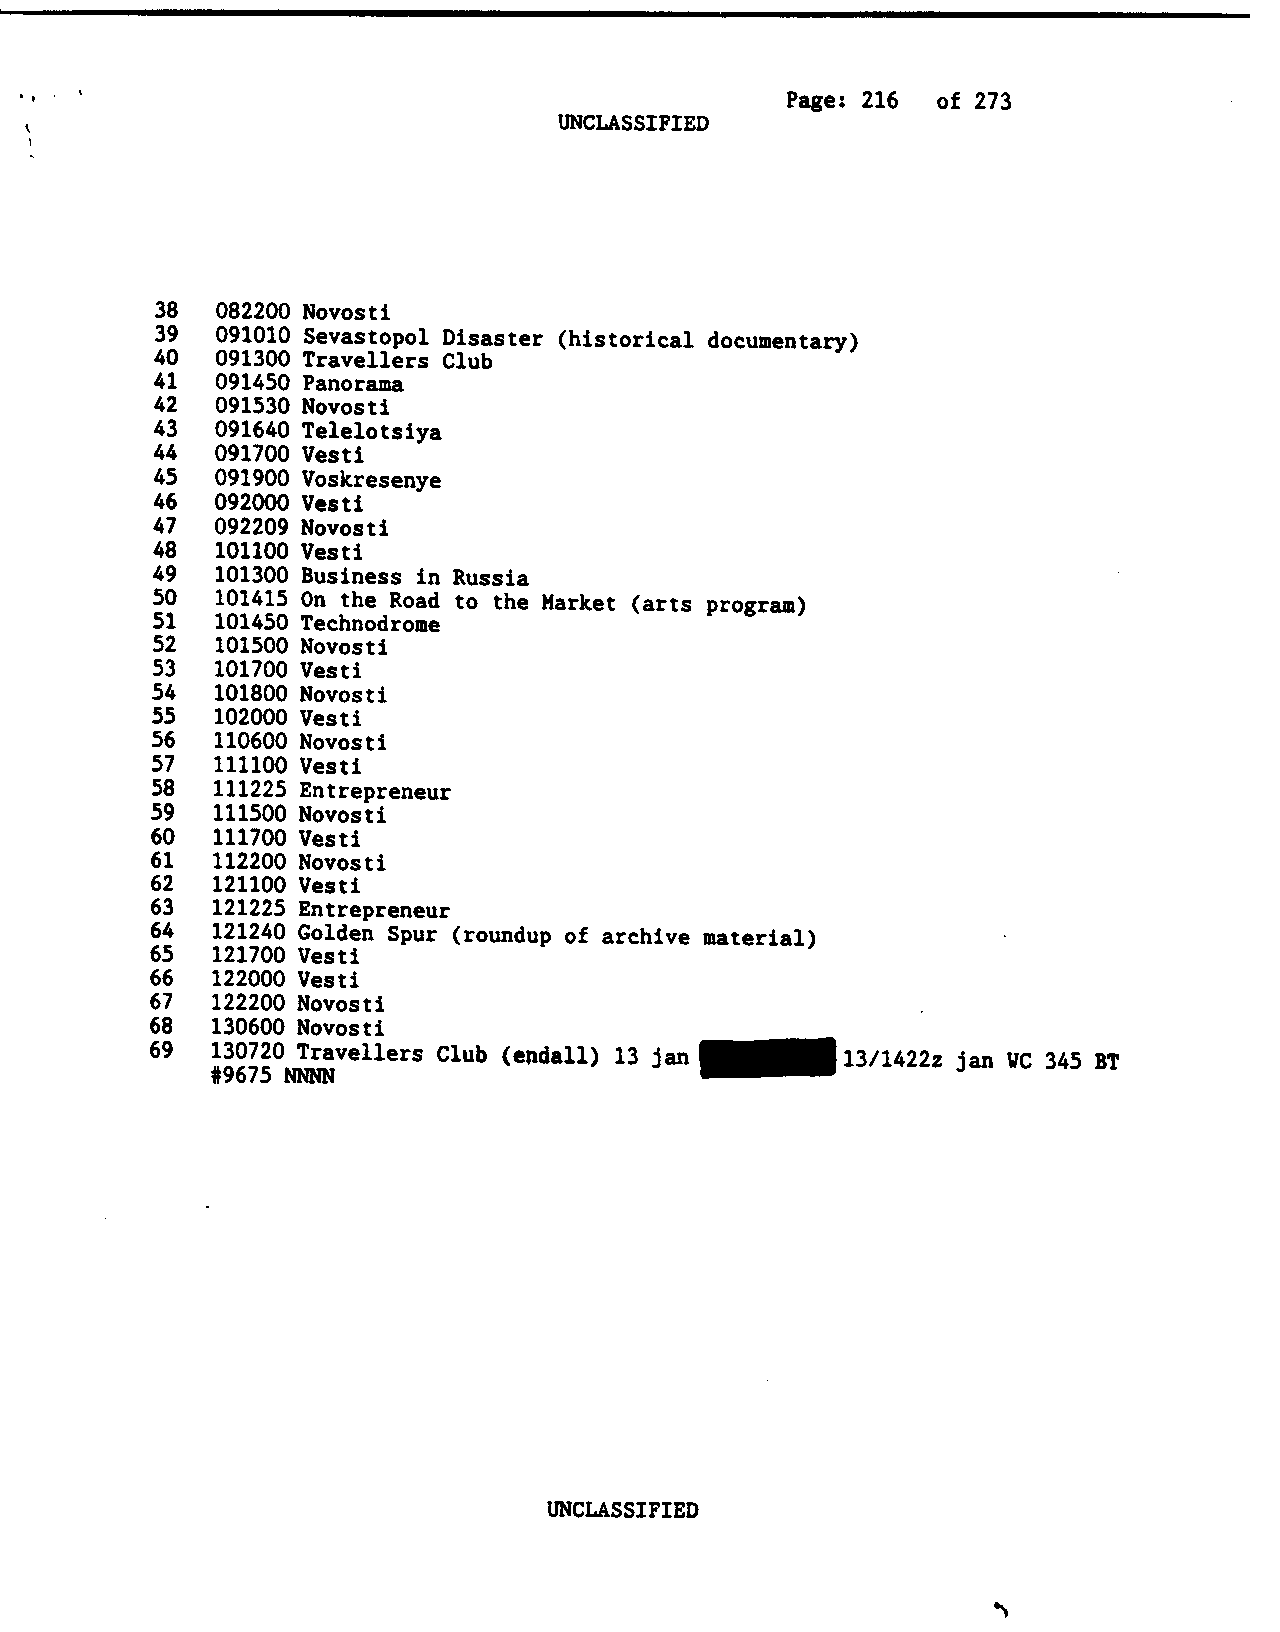 Page: 216 of 273
UNCLASSIFIED
38 082200 Novosti
39 091010 Sevastopol Disaster (historical documentary)
40 091300 Travellers Club
41 091450 Panorama
42 091530 Novosti
43 091640 Telelotsiya
44 091700 Vesti
45 091900 Voskresenye
46 092000 Vesti
47 092209 Novosti
48 101100 Vesti
49 101300 Business in Russia
50 101415 On the Road to the Market (arts program)
51 101450 Technodrome
52 101500 Novosti
53 101700 Vesti
54 101800 Novosti
55 102000 Vesti
56 110600 Novosti
57 111100 Vesti
58 111225 Entrepreneur
59 111500 Novosti
60 111700 Vesti
61 112200 Novosti
62 121100 Vesti
63 121225 Entrepreneur
64 121240 Golden Spur (roundup of archive material)
65 121700 Vesti
66 122000 Vesti
67 122200 Novosti
68 130600 Novosti
69 130720 Travellers Club (endall) 13 jan 13/1422z jan WC 345 BT
#9675 NNNN
UNCLASSIFIED